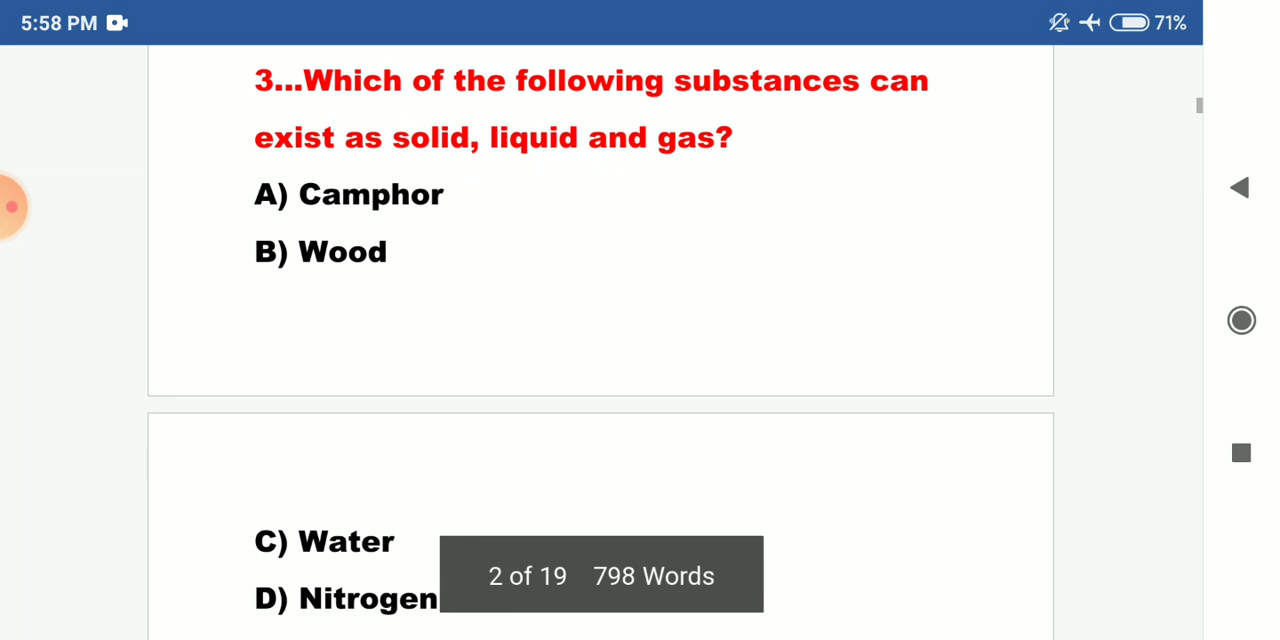 5:58 PM
71%
3...Which of the following substances can
exist as solid, liquid and gas?
A) Camphor
B) Wood
C) Water
D) Nitrogen
2 of 19 798 Words